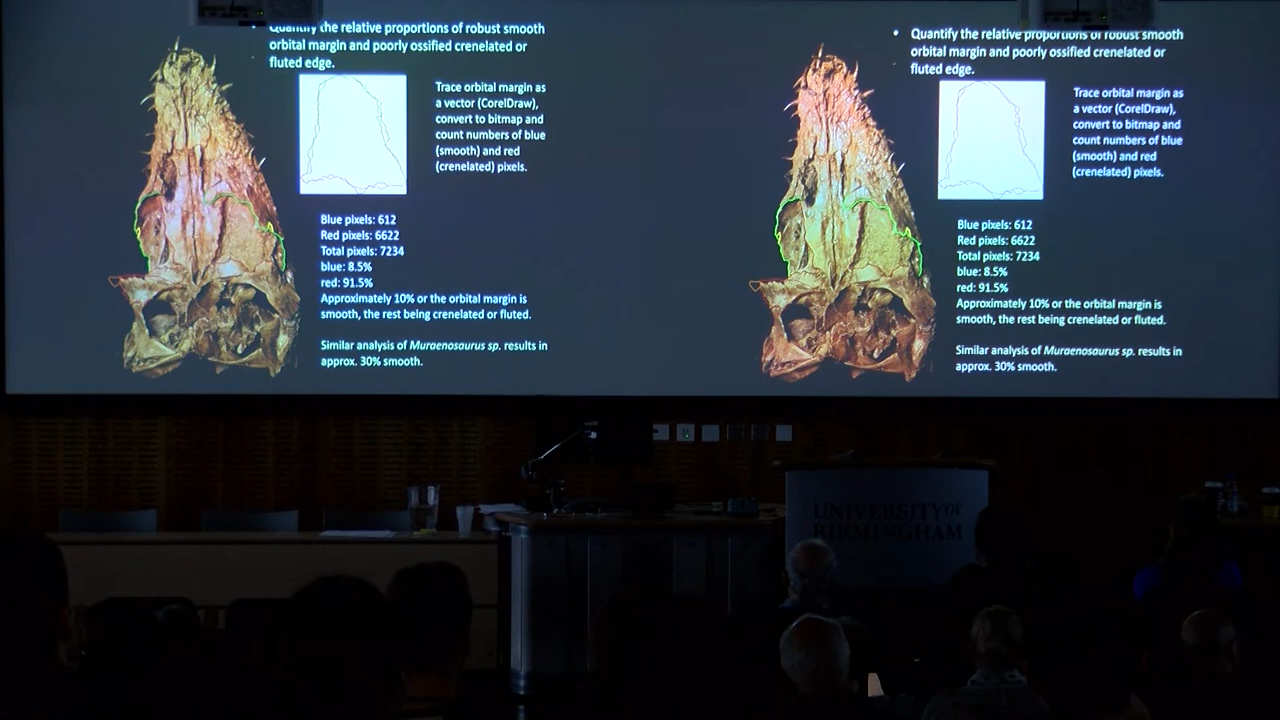 Quantify the relative proportions of robust smooth
orbital margin and poorly ossified crenelated or
fluted edge.
Trace orbital margin as
a vector (CorelDraw),
convert to bitmap and
count numbers of blue
(smooth) and red
(crenelated) pixels.
Blue pixels: 612
Red pixels: 6622
Total pixels: 7234
blue: 8.5%
red: 91.5%
Approximately 10% or the orbital margin is
smooth, the rest being crenelated or fluted.
Similar analysis of Muraenosaurus sp. results in
approx. 30% smooth.
• Quantify the relative proportions of robust smooth
orbital margin and poorly ossified crenelated or
fluted edge.
Trace orbital margin as
a vector (CorelDraw),
convert to bitmap and
count numbers of blue
(smooth) and red
(crenelated) pixels.
Blue pixels: 612
Red pixels: 6622
Total pixels: 7234
blue: 8.5%
red: 91.5%
Approximately 10% or the orbital margin is
smooth, the rest being crenelated or fluted.
Similar analysis of Muraenosaurus sp. results in
approx. 30% smooth.
UNIVERSITY OF
BIRMINGHAM